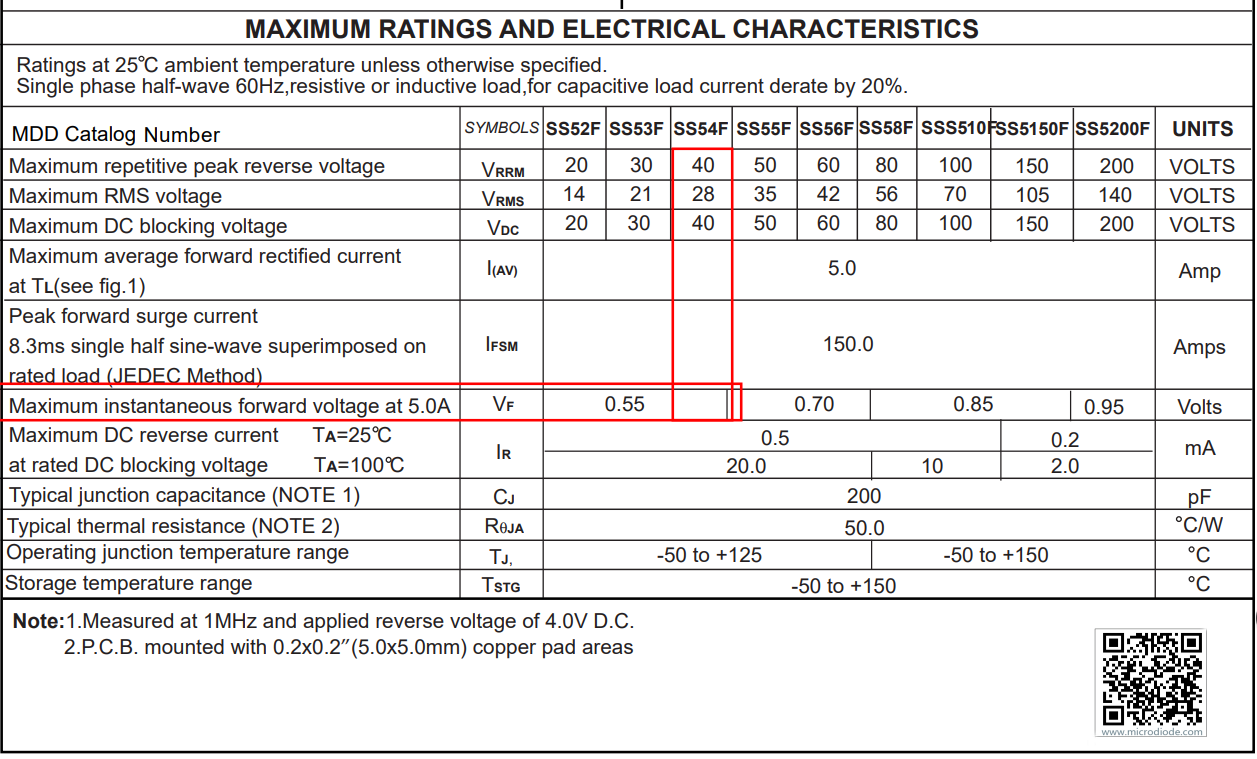 MAXIMUM RATINGS AND ELECTRICAL CHARACTERISTICS
Ratings at 25℃ ambient temperature unless otherwise specified.
Single phase half-wave 60Hz,resistive or inductive load,for capacitive load current derate by 20%.
MDD Catalog Number SYMBOLS SS52F SS53F SS54F SS55F SS56F SS58F SSS510F SS5150F SS5200F UNITS
Maximum repetitive peak reverse voltage VRRM 20 30 40 50 60 80 100 150 200 VOLTS
Maximum RMS voltage VRMS 14 21 28 35 42 56 70 105 140 VOLTS
Maximum DC blocking voltage VDC 20 30 40 50 60 80 100 150 200 VOLTS
Maximum average forward rectified current
at TL(see fig.1) I(AV) 5.0 Amp
Peak forward surge current
8.3ms single half sine-wave superimposed on IFSM 150.0 Amps
rated load (JEDEC Method)
Maximum instantaneous forward voltage at 5.0A VF 0.55 0.70 0.85 0.95 Volts
Maximum DC reverse current TA=25℃ IR 0.5 0.2 mA
at rated DC blocking voltage TA=100℃ 20.0 10 2.0
Typical junction capacitance (NOTE 1) CJ 200 pF
Typical thermal resistance (NOTE 2) RθJA 50.0 °C/W
Operating junction temperature range TJ, -50 to +125 -50 to +150 °C
Storage temperature range TSTG -50 to +150 °C
Note:1.Measured at 1MHz and applied reverse voltage of 4.0V D.C.
2.P.C.B. mounted with 0.2x0.2″(5.0x5.0mm) copper pad areas
www.microdiode.com